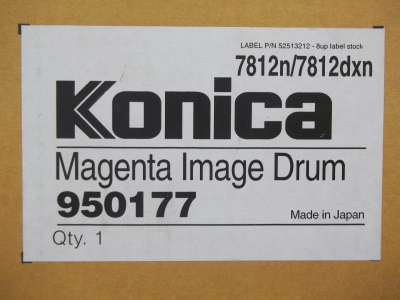 LABEL P/N 52513212 - 8up label stock
7812n/7812dxn
Konica
Magenta Image Drum
950177
Made in Japan
Qty. 1